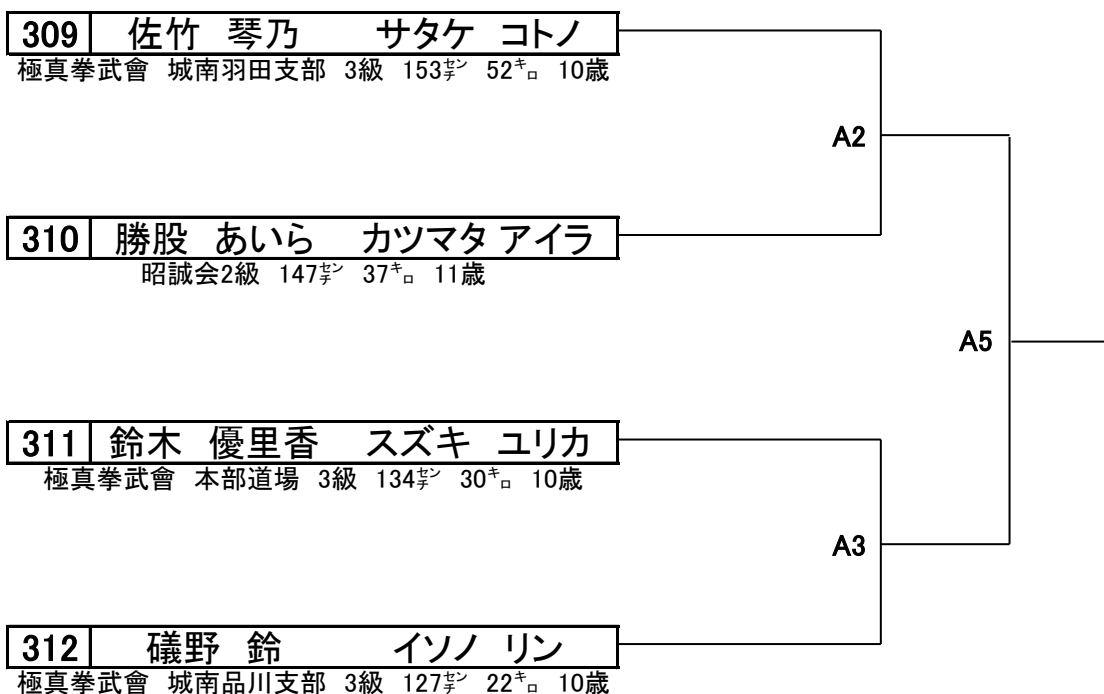 309 佐竹 琴乃 サタケ コトノ
極真拳武會 城南羽田支部 3級 153㌢ 52㌔ 10歳
A2
310 勝股 あいら カツマタ アイラ
昭誠会2級 147㌢ 37㌔ 11歳
A5
311 鈴木 優里香 スズキ ユリカ
極真拳武會 本部道場 3級 134㌢ 30㌔ 10歳
A3
312 礒野 鈴 イソノ リン
極真拳武會 城南品川支部 3級 127㌢ 22㌔ 10歳